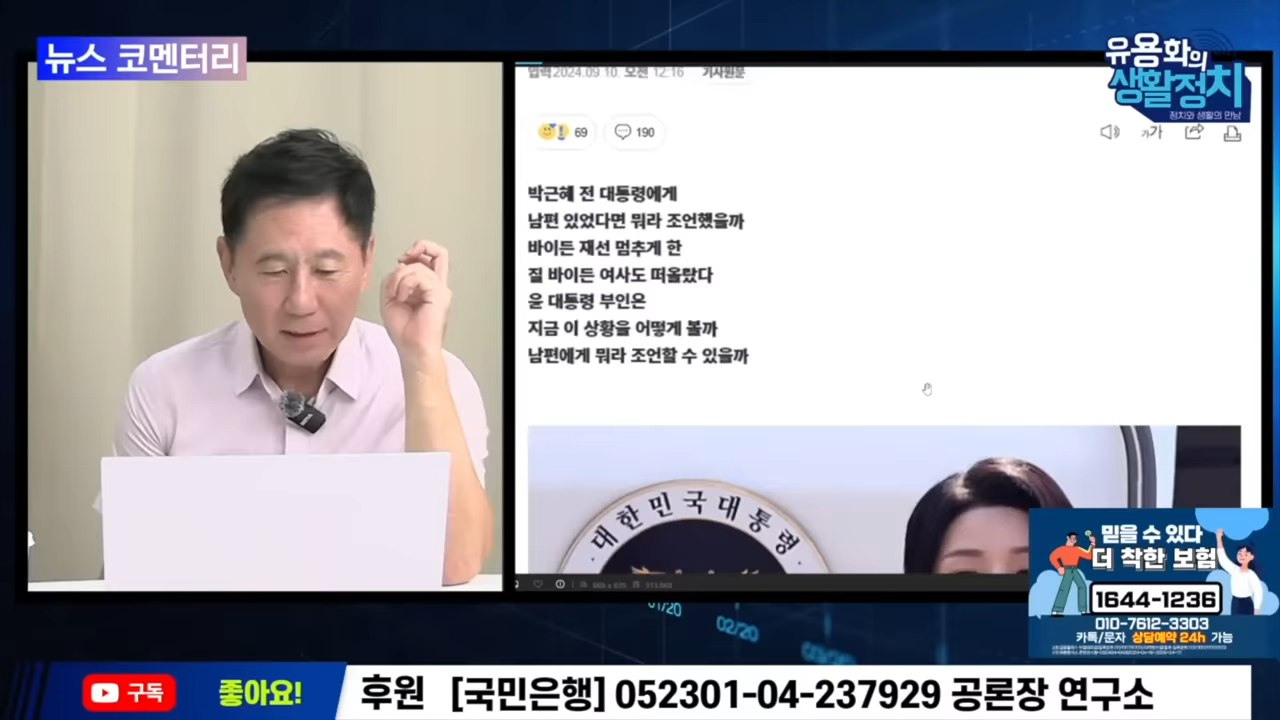 뉴스 코멘터리
유용화의
생활정치
정치와 생활의 만남
입력 2024.09.10. 오전 12:16 기사원문
69 190
가가
박근혜 전 대통령에게
남편 있었다면 뭐라 조언했을까
바이든 재선 멈추게 한
질 바이든 여사도 떠올랐다
윤 대통령 부인은
지금 이 상황을 어떻게 볼까
남편에게 뭐라 조언할 수 있을까
대한민국대통령
믿을 수 있다
더 착한 보험
1644-1236
010-7612-3303
카톡/문자 상담예약 24h 가능
01/20
02/20
구독
좋아요!
후원 [국민은행] 052301-04-237929 공론장 연구소